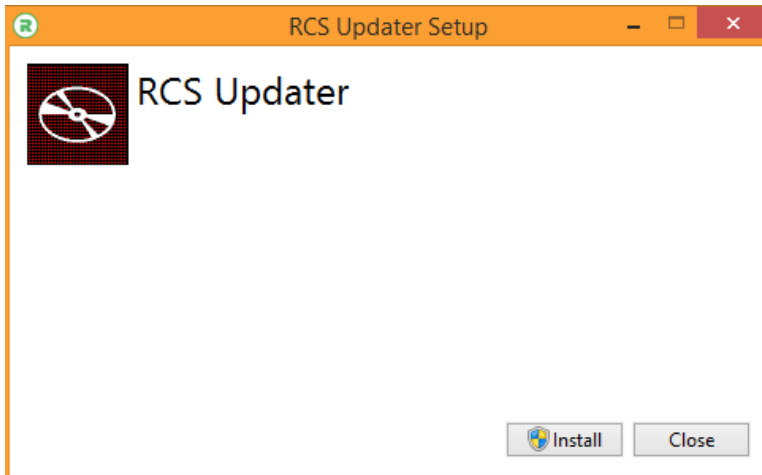 R
RCS Updater Setup
RCS Updater
Install
Close